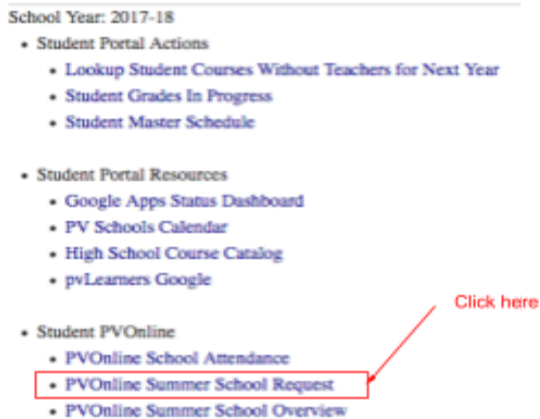 School Year: 2017-18
• Student Portal Actions
• Lookup Student Courses Without Teachers for Next Year
• Student Grades In Progress
• Student Master Schedule
• Student Portal Resources
• Google Apps Status Dashboard
• PV Schools Calendar
• High School Course Catalog
• pvLearners Google
Click here
• Student PVOnline
• PVOnline School Attendance
• PVOnline Summer School Request
• PVOnline Summer School Overview